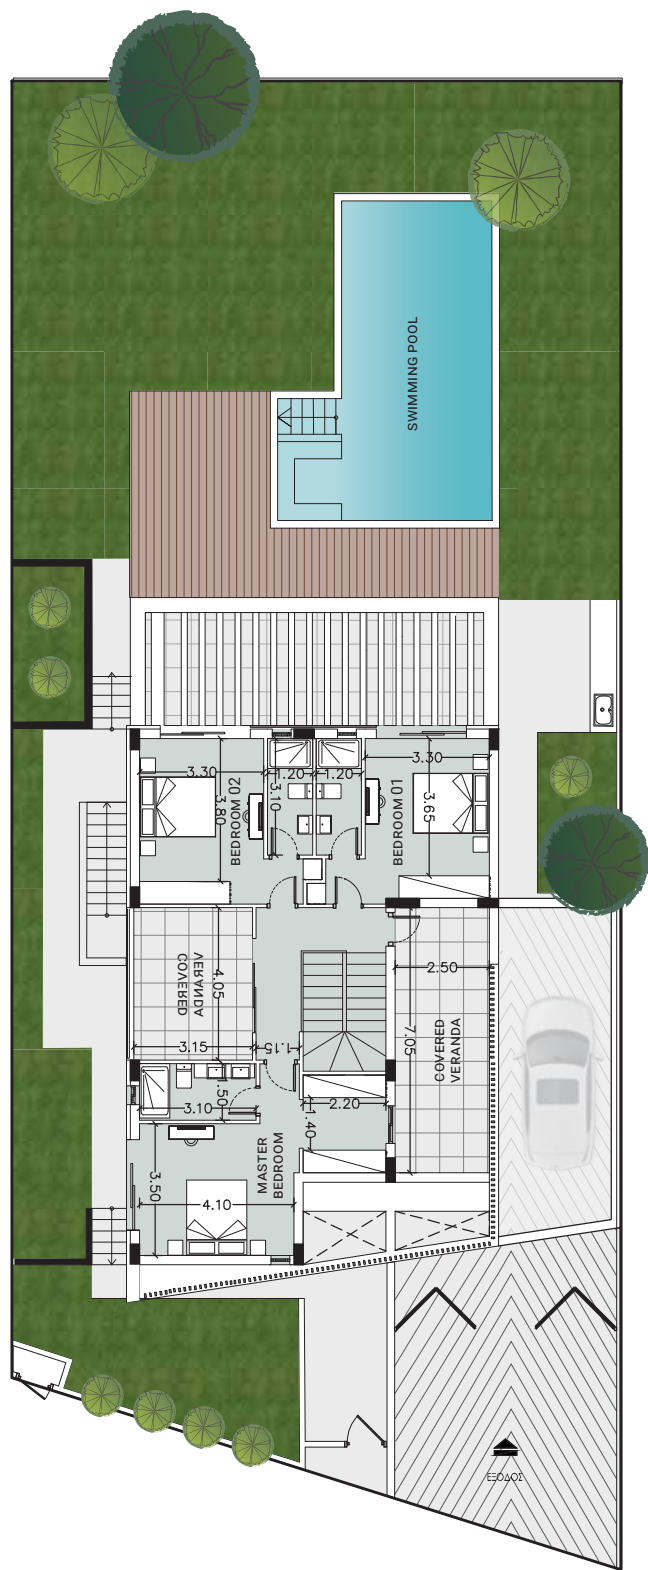 SWIMMING POOL
3.30
1.20
1.20
3.30
3.80
3.10
3.65
BEDROOM 02
BEDROOM 01
COVERED
VERANDA
4.05
3.15
1.15
2.50
7.05
COVERED
VERANDA
1.50
3.10
2.20
1.40
MASTER
BEDROOM
3.50
4.10
ΕΞΟΔΟΣ